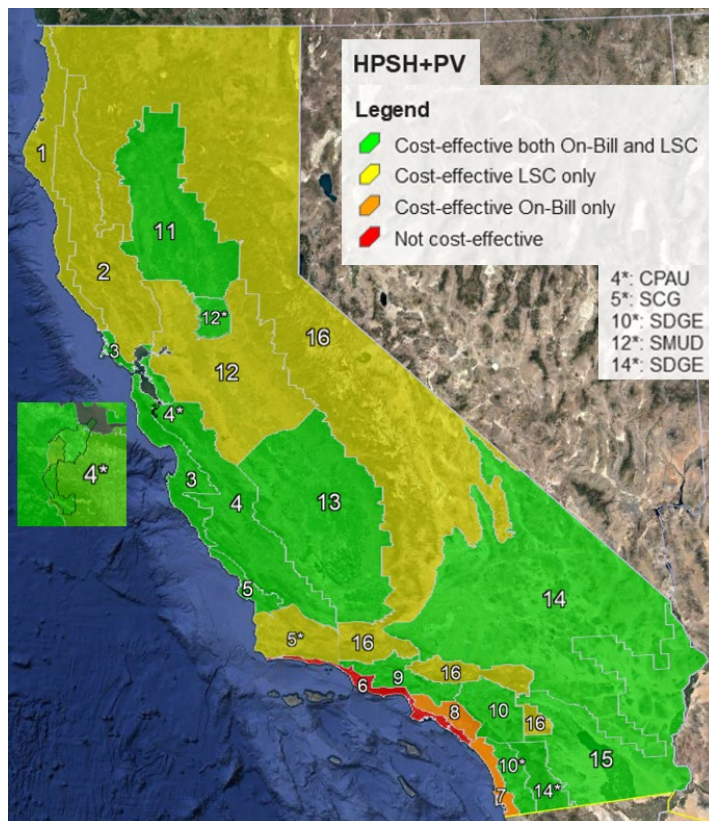 HPSH+PV
Legend
Cost-effective both On-Bill and LSC
Cost-effective LSC only
Cost-effective On-Bill only
Not cost-effective
4*: CPAU
5*: SCG
10*: SDGE
12*: SMUD
14*: SDGE
1
11
2
12*
16
3
12
4*
4*
3
4
13
5
14
5*
16
16
9
6
8
10
16
15
10*
14*
7